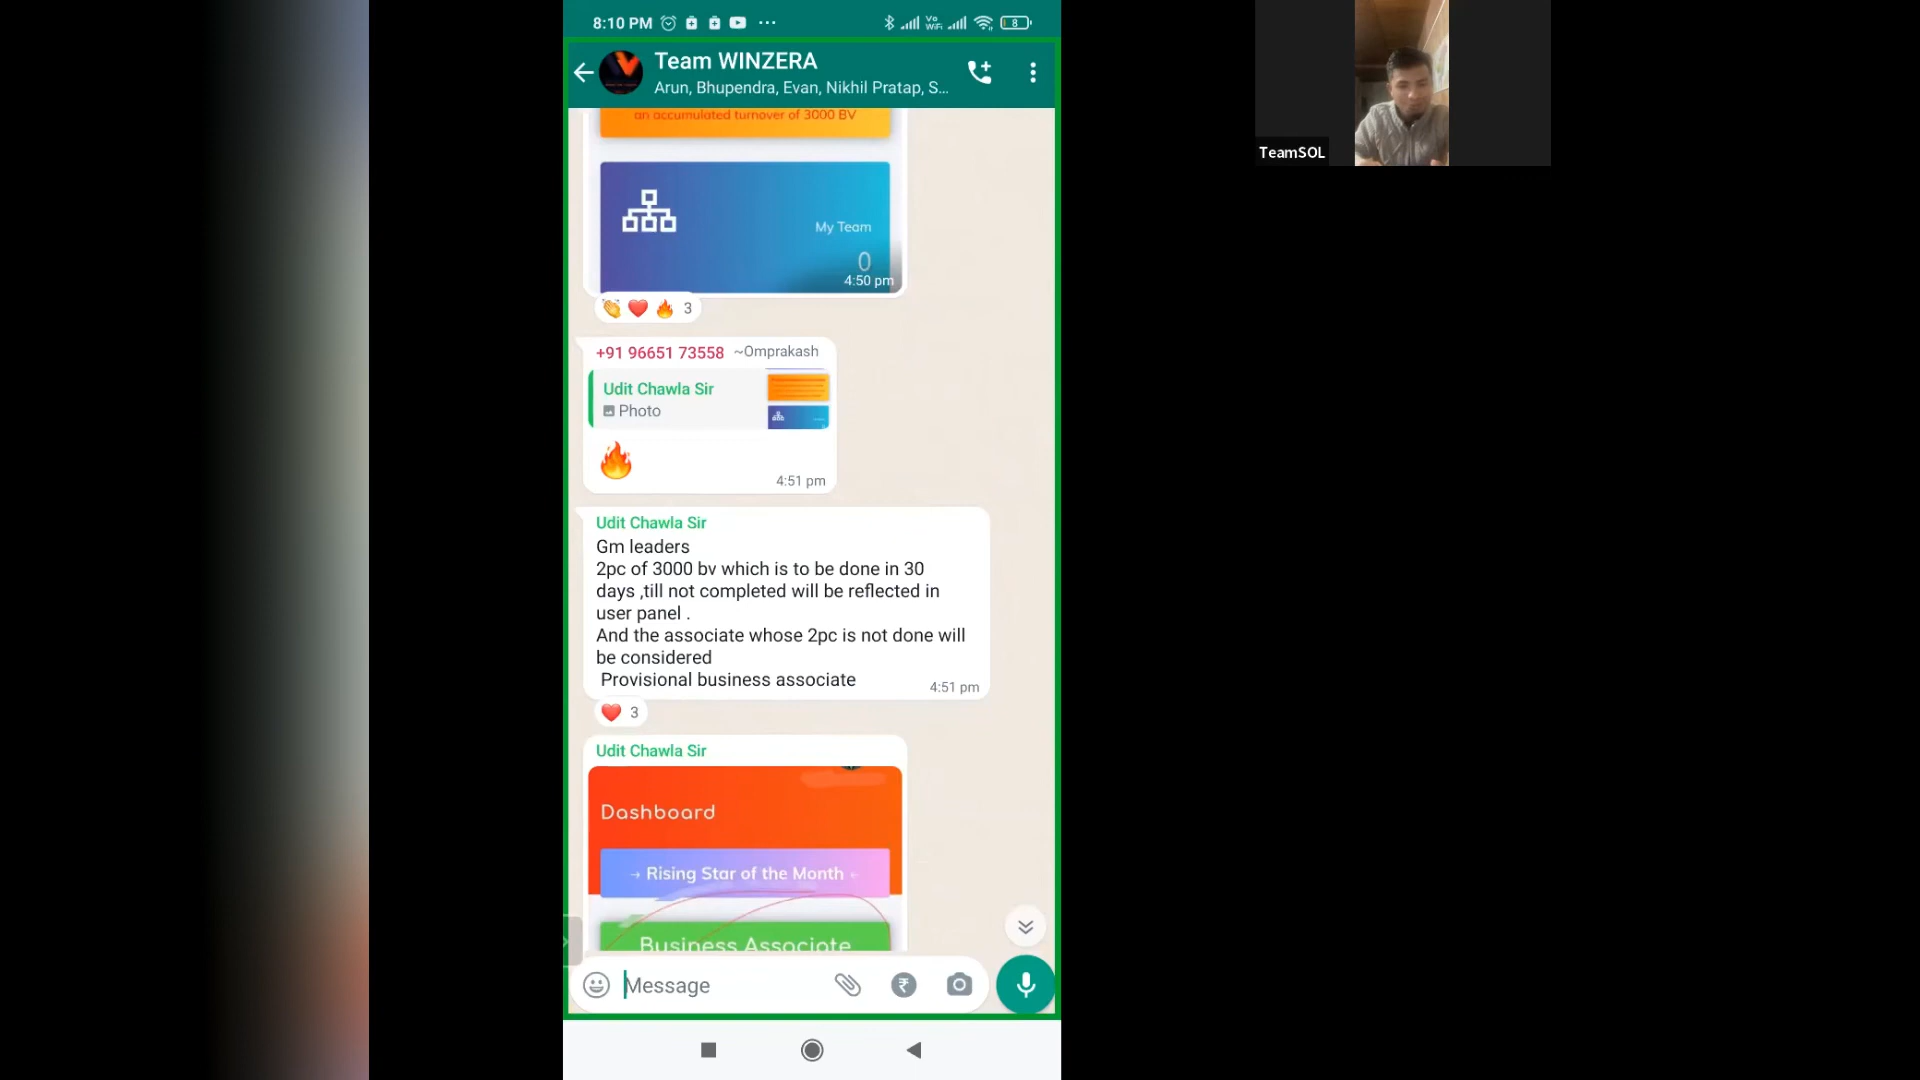 8:10 PM
Vo
WiFi
8
Team WINZERA
Arun, Bhupendra, Evan, Nikhil Pratap, S...
an accumulated turnover of 3000 BV
My Team
0
4:50 pm
3
+91 96651 73558 ~Omprakash
Udit Chawla Sir
Photo
4:51 pm
Udit Chawla Sir
Gm leaders
2pc of 3000 bv which is to be done in 30
days ,till not completed will be reflected in
user panel .
And the associate whose 2pc is not done will
be considered
Provisional business associate
4:51 pm
3
Udit Chawla Sir
Dashboard
Rising Star of the Month
Business Associate
Message
TeamSOL